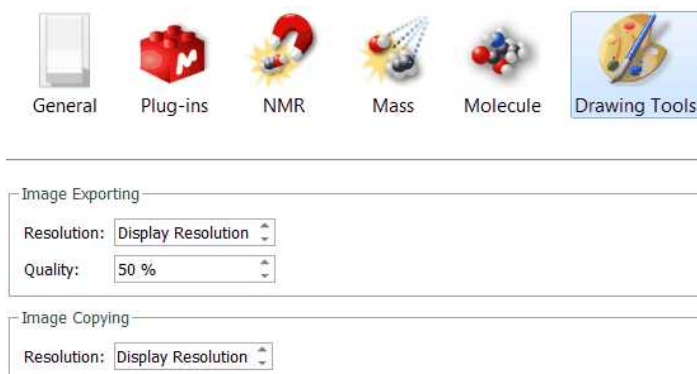 General Plug-ins NMR Mass Molecule Drawing Tools
Image Exporting
Resolution: Display Resolution
Quality: 50 %
Image Copying
Resolution: Display Resolution